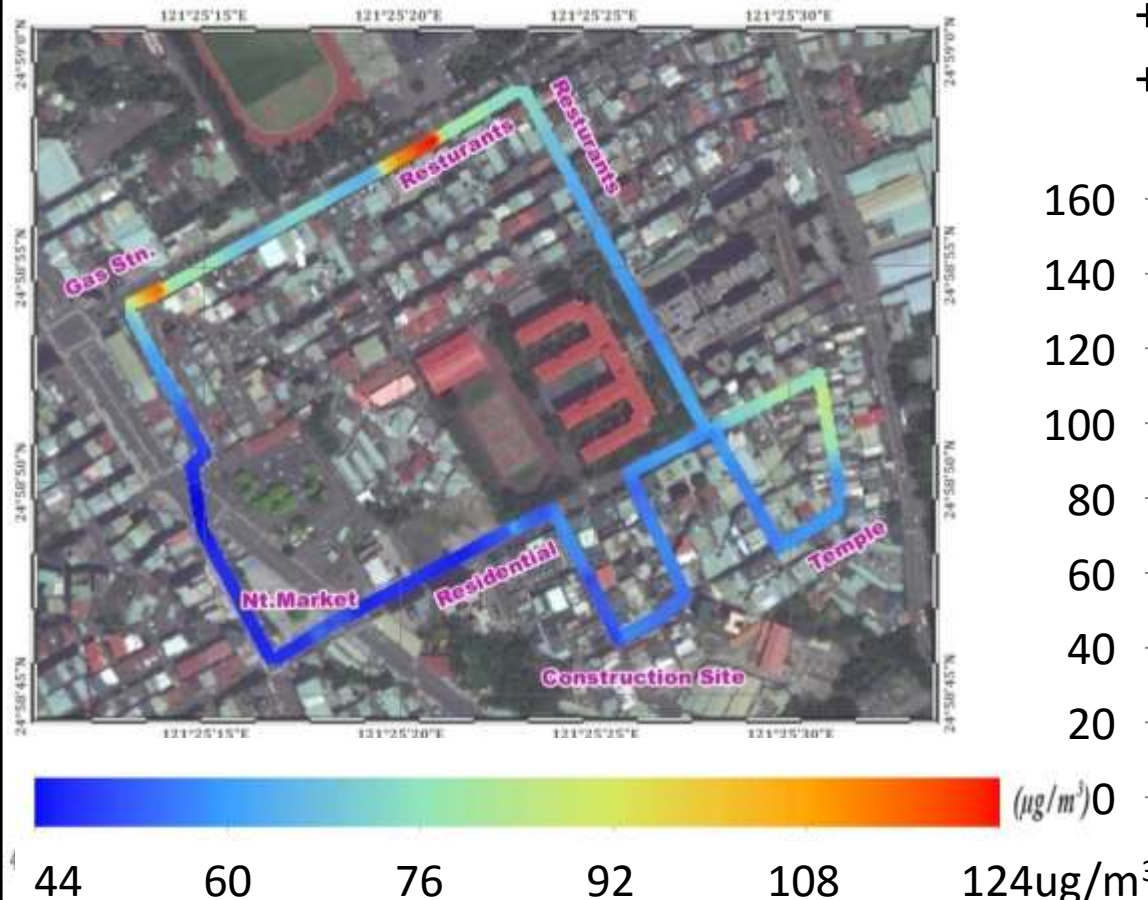 121°25'15"E 121°25'20"E 121°25'25"E 121°25'30"E
24°59'0"N
24°59'0"N
+
+
Resturants
Resturants
160
Gas Stn.
24°58'55"N
24°58'55"N
140
120
100
24°58'50"N
24°58'50"N
80
Temple
Residential
60
Nt.Market
40
Construction Site
24°58'45"N
24°58'45"N
20
121°25'15"E 121°25'20"E 121°25'25"E 121°25'30"E
(µg/m³) 0
44 60 76 92 108 124ug/m³